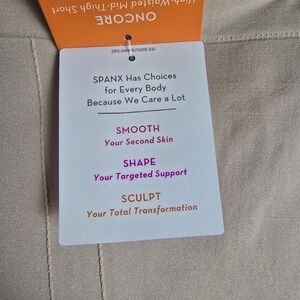 ONCORE
High-Waisted Mid-Thigh Short
SPANX Has Choices
for Every Body
Because We Care a Lot
SMOOTH
Your Second Skin
SHAPE
Your Targeted Support
SCULPT
Your Total Transformation